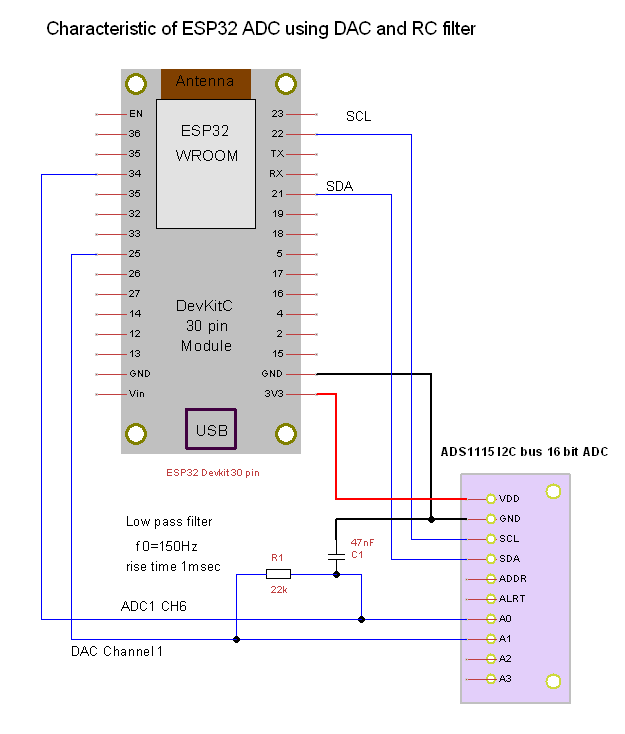 Characteristic of ESP32 ADC using DAC and RC filter
Antenna
ESP32
WROOM
EN
36
35
34
35
32
33
25
26
27
14
12
13
GND
Vin
23
22
TX
RX
21
19
18
5
17
16
4
2
15
GND
3V3
SCL
SDA
DevKitC
30 pin
Module
USB
ESP32 Devkit 30 pin
ADS1115 I2C bus 16 bit ADC
VDD
GND
SCL
SDA
ADDR
ALRT
A0
A1
A2
A3
Low pass filter
f0=150Hz
rise time 1msec
47nF
C1
R1
22k
ADC1 CH6
DAC Channel 1